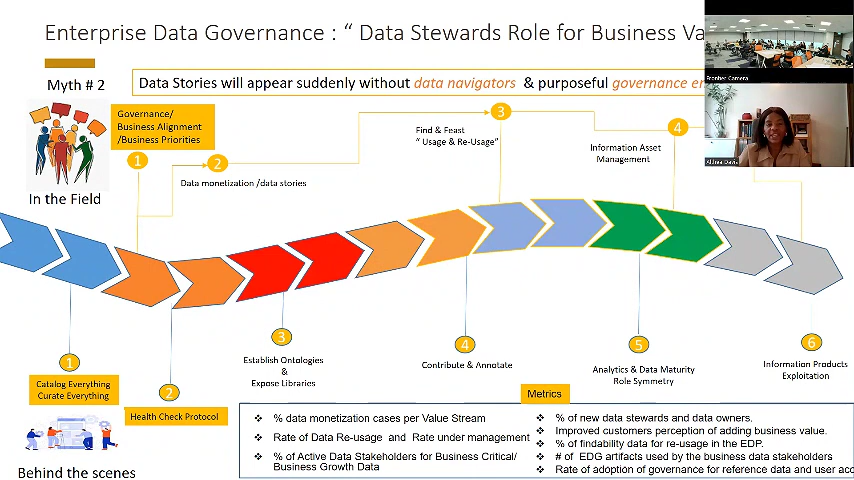 Enterprise Data Governance : “ Data Stewards Role for Business Va
Frontier Camera
Althea Davis
Myth # 2
Data Stories will appear suddenly without data navigators & purposeful governance en
Governance/
Business Alignment
/Business Priorities
1
2
Data monetization /data stories
3
Find & Feast
“ Usage & Re-Usage”
4
Information Asset
Management
In the Field
1
Catalog Everything
Curate Everything
2
Health Check Protocol
3
Establish Ontologies
&
Expose Libraries
4
Contribute & Annotate
5
Analytics & Data Maturity
Role Symmetry
6
Information Products
Exploitation
Behind the scenes
Metrics
❖ % data monetization cases per Value Stream
❖ Rate of Data Re-usage and Rate under management
❖ % of Active Data Stakeholders for Business Critical/
Business Growth Data
❖ % of new data stewards and data owners.
❖ Improved customers perception of adding business value.
❖ % of findability data for re-usage in the EDP.
❖ # of EDG artifacts used by the business data stakeholders
❖ Rate of adoption of governance for reference data and user acc